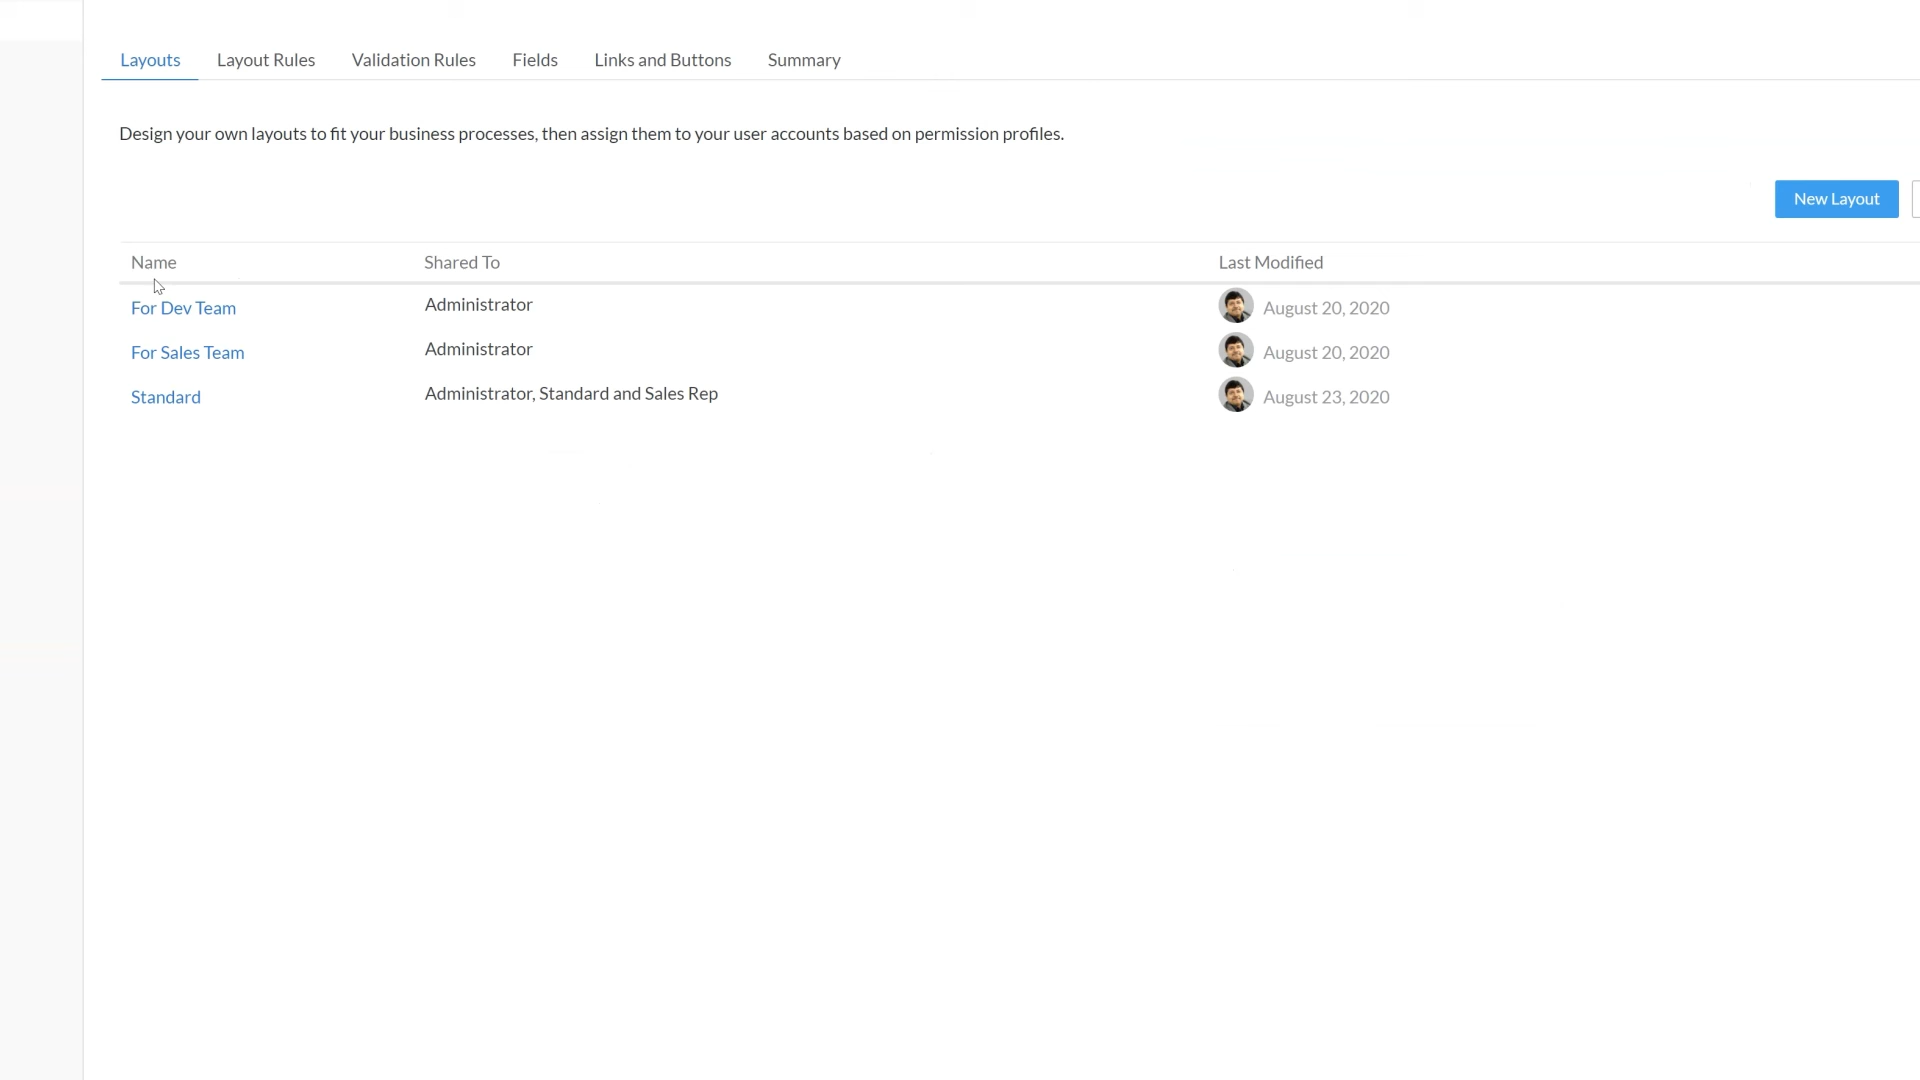 Layouts Layout Rules Validation Rules Fields Links and Buttons Summary
Design your own layouts to fit your business processes, then assign them to your user accounts based on permission profiles.
New Layout
Name Shared To Last Modified
For Dev Team Administrator August 20, 2020
For Sales Team Administrator August 20, 2020
Standard Administrator, Standard and Sales Rep August 23, 2020